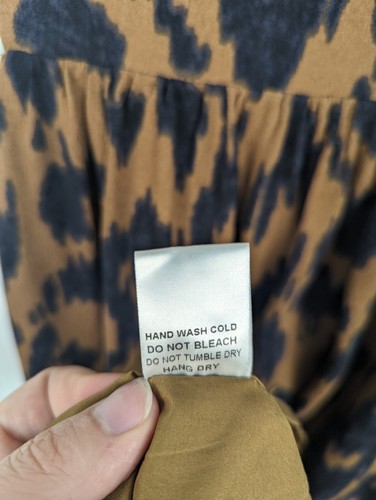 HAND WASH COLD
DO NOT BLEACH
DO NOT TUMBLE DRY
HANG DRY